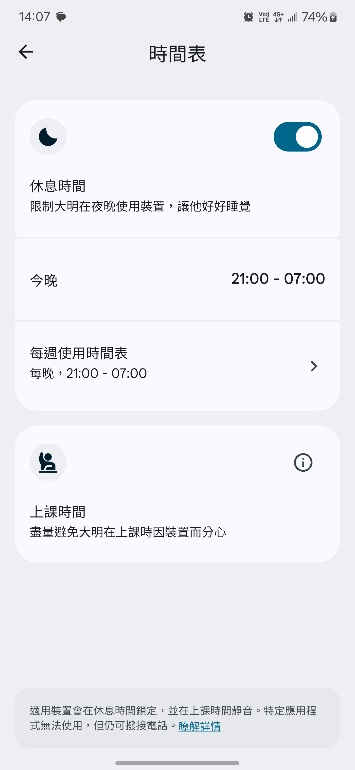 14:07
Vo)) LTE 4G+ 74%
時間表
休息時間
限制大明在夜晚使用裝置，讓他好好睡覺
今晚
21:00 - 07:00
每週使用時間表
每晚，21:00 - 07:00
上課時間
盡量避免大明在上課時因裝置而分心
適用裝置會在休息時間鎖定，並在上課時間靜音。特定應用程
式無法使用，但仍可撥接電話。瞭解詳情